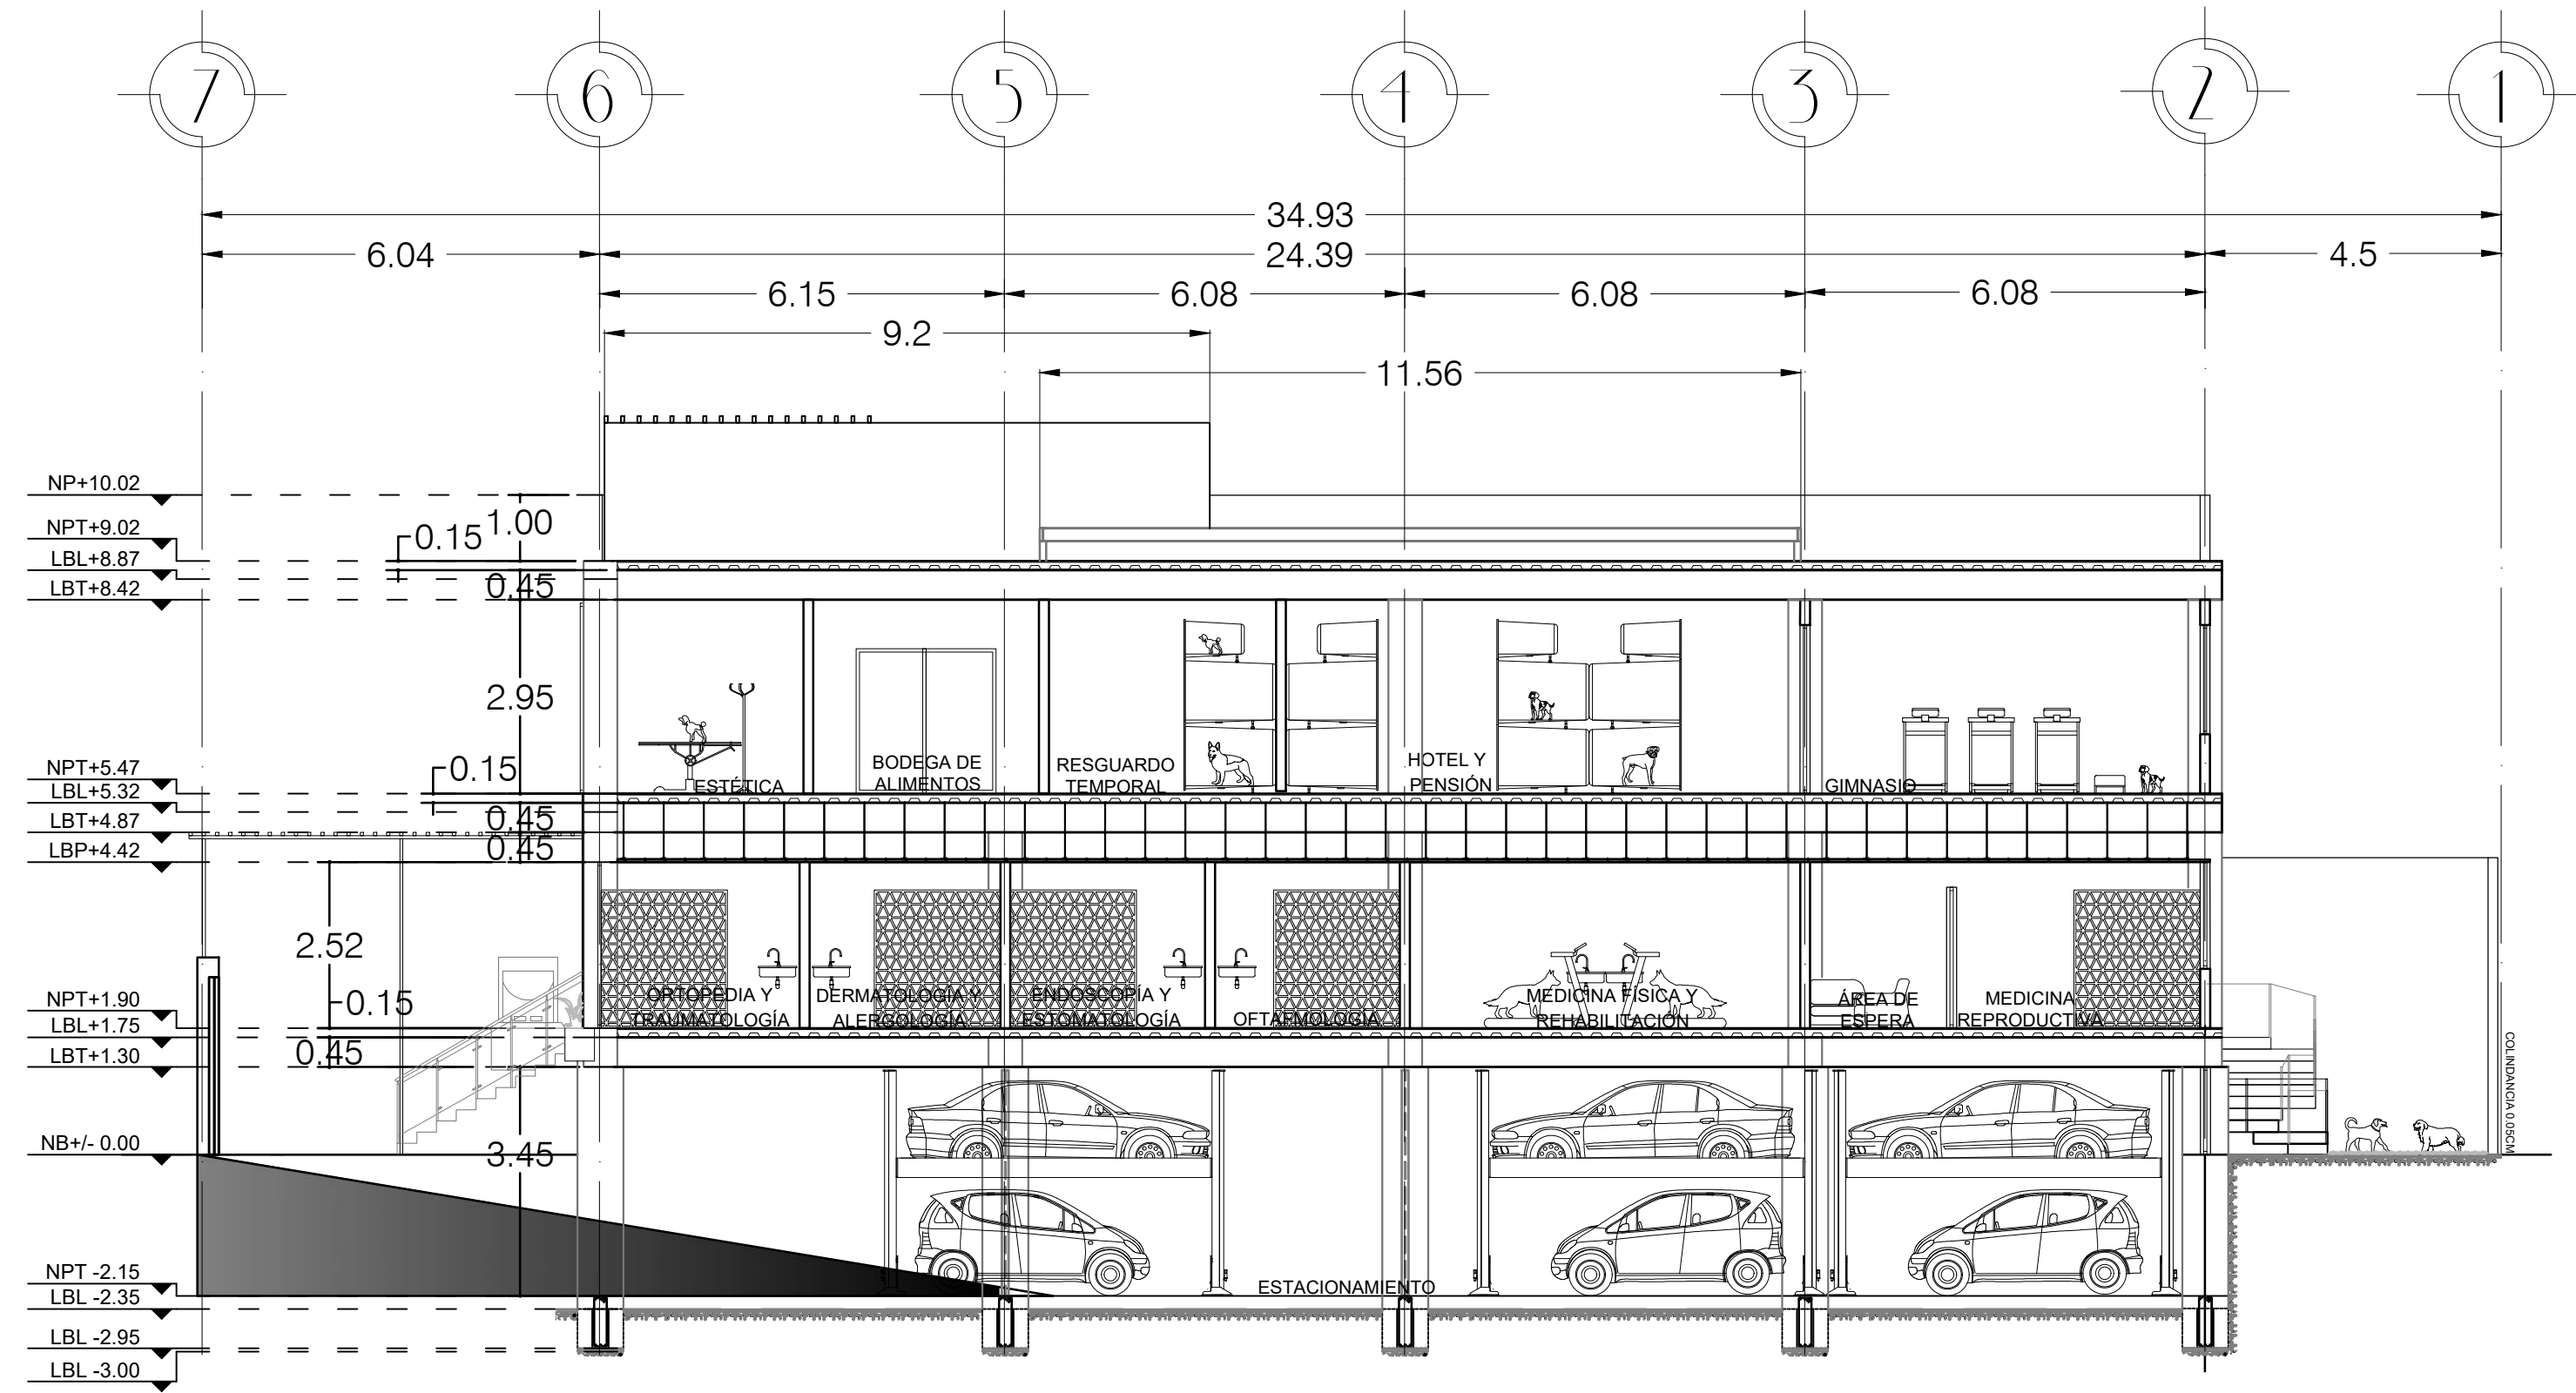 7 6 5 4 3 2 1
34.93
6.04 24.39 4.5
6.15 6.08 6.08 6.08
9.2
11.56
NP+10.02
1.00
NPT+9.02
0.15
LBL+8.87
0.45
LBT+8.42
2.95
NPT+5.47
0.15
LBL+5.32
0.45
LBT+4.87
0.45
LBP+4.42
2.52
NPT+1.90
0.15
LBL+1.75
0.45
LBT+1.30
NB+/- 0.00
3.45
NPT -2.15
LBL -2.35
LBL -2.95
LBL -3.00
ESTÉTICA
BODEGA DE
ALIMENTOS
RESGUARDO
TEMPORAL
HOTEL Y
PENSIÓN
GIMNASIO
ORTOPEDIA Y
TRAUMATOLOGÍA
DERMATOLOGÍA Y
ALERGOLOGÍA
ENDOSCOPÍA Y
ESTOMATOLOGÍA
OFTAFMOLOGÍA
MEDICINA FÍSICA Y
REHABILITACIÓN
ÁREA DE
ESPERA
MEDICINA
REPRODUCTIVA
ESTACIONAMIENTO
COLINDANCIA 0.05CM